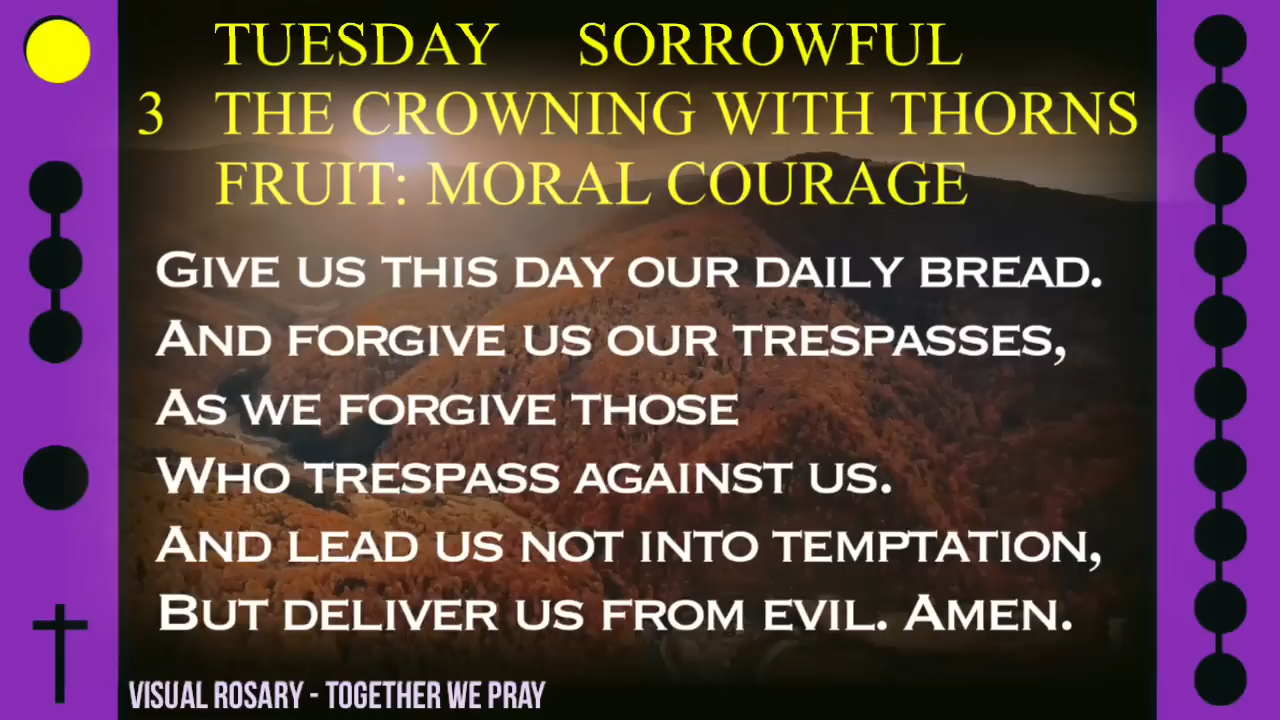 TUESDAY SORROWFUL
3 THE CROWNING WITH THORNS
FRUIT: MORAL COURAGE
GIVE US THIS DAY OUR DAILY BREAD.
AND FORGIVE US OUR TRESPASSES,
AS WE FORGIVE THOSE
WHO TRESPASS AGAINST US.
AND LEAD US NOT INTO TEMPTATION,
BUT DELIVER US FROM EVIL. AMEN.
VISUAL ROSARY - TOGETHER WE PRAY